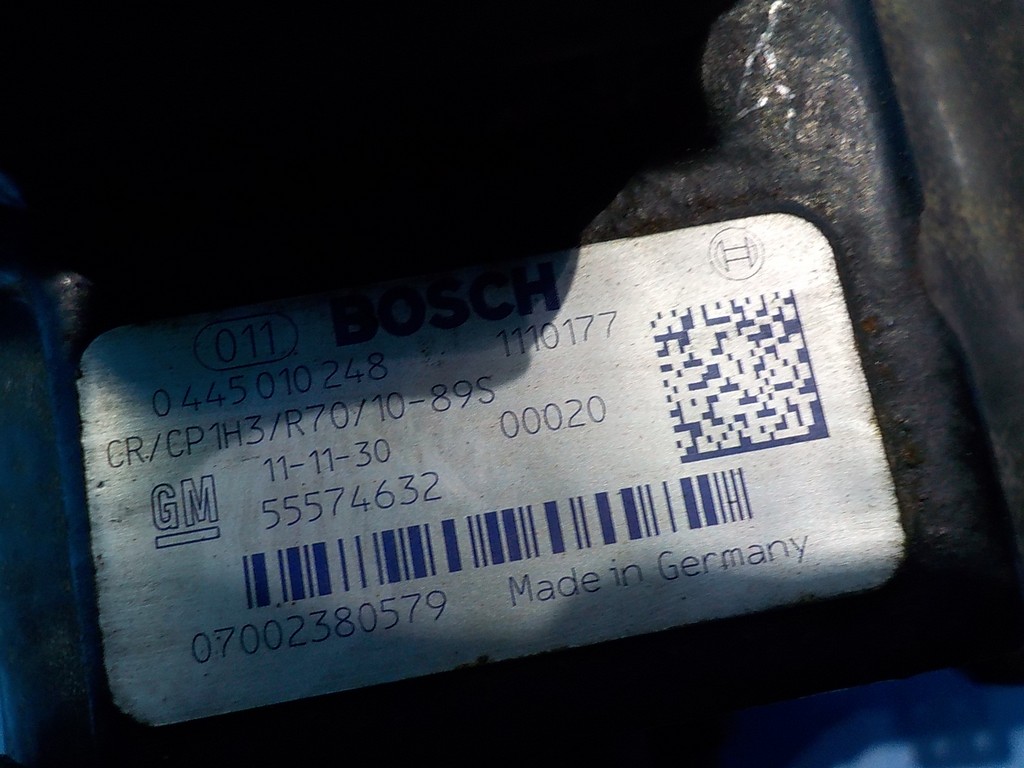 011 BOSCH
0 445 010 248 1110177
CR/CP1H3/R70/10-89S
11-11-30 00020
GM 55574632
07002380579 Made in Germany